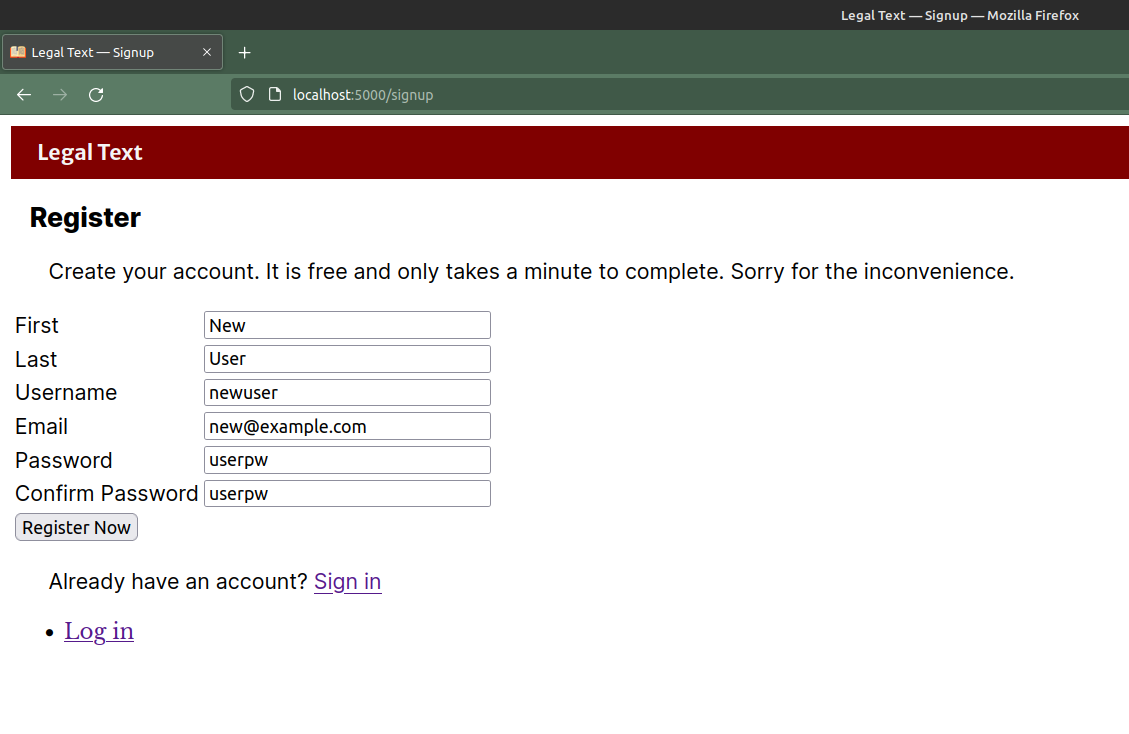 Legal Text — Signup — Mozilla Firefox
Legal Text — Signup
localhost:5000/signup
Legal Text
Register
Create your account. It is free and only takes a minute to complete. Sorry for the inconvenience.
First New
Last User
Username newuser
Email new@example.com
Password userpw
Confirm Password userpw
Register Now
Already have an account? Sign in
• Log in